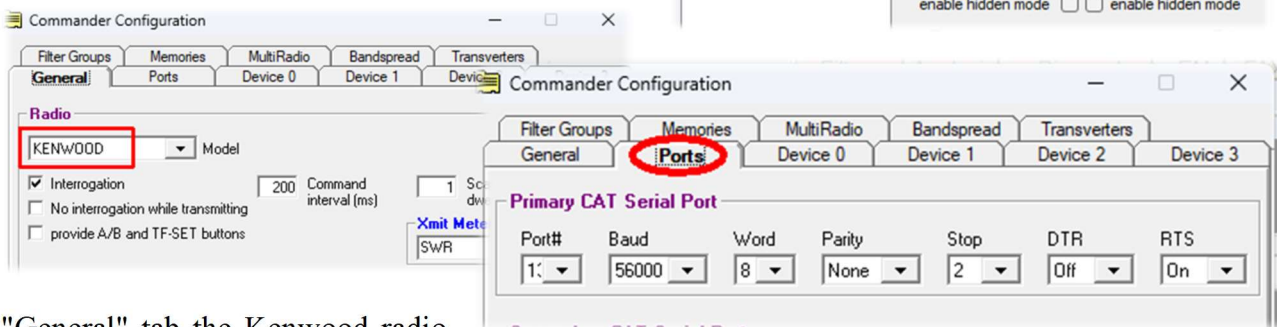 enable hidden mode enable hidden mode
Commander Configuration
Filter Groups Memories MultiRadio Bandspread Transverters
General Ports Device 0 Device 1
Radio
KENWOOD Model
Interrogation
No interrogation while transmitting
provide A/B and TF-SET buttons
200 Command
interval (ms)
1
Xmit
SWR
Commander Configuration
Filter Groups Memories MultiRadio Bandspread Transverters
General Ports Device 0 Device 1 Device 2 Device 3
Primary CAT Serial Port
Port# Baud Word Parity Stop DTR RTS
56000 8 None 2 Off On
"General" tab the Kenwood radio